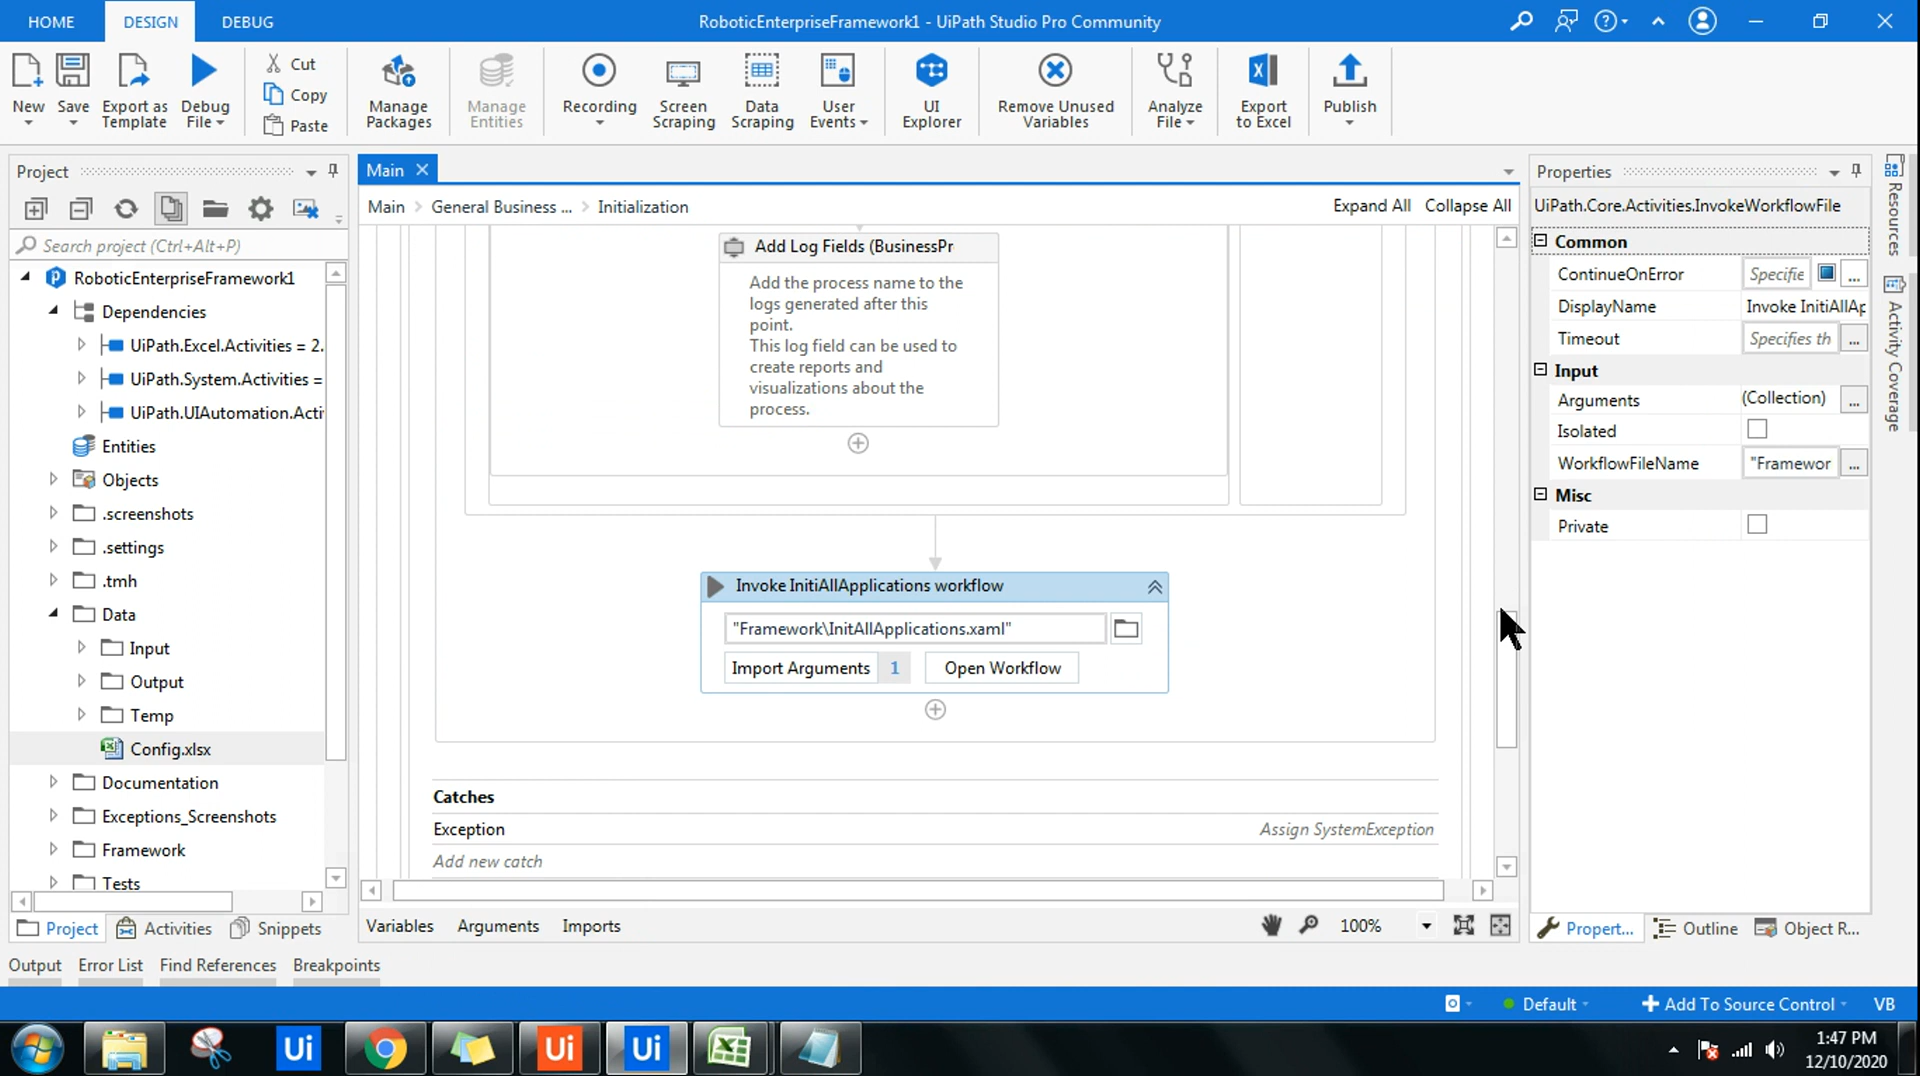 HOME DESIGN DEBUG RoboticEnterpriseFramework1 - UiPath Studio Pro Community
New Save Export as Template Debug File Cut Copy Paste Manage Packages Manage Entities Recording Screen Scraping Data Scraping User Events UI Explorer Remove Unused Variables Analyze File Export to Excel Publish
Project
Search project (Ctrl+Alt+P)
RoboticEnterpriseFramework1
Dependencies
UiPath.Excel.Activities = 2.
UiPath.System.Activities =
UiPath.UIAutomation.Acti
Entities
Objects
.screenshots
.settings
.tmh
Data
Input
Output
Temp
Config.xlsx
Documentation
Exceptions_Screenshots
Framework
Tests
Project Activities Snippets
Main
Main > General Business ... > Initialization Expand All Collapse All
Add Log Fields (BusinessPr
Add the process name to the
logs generated after this
point.
This log field can be used to
create reports and
visualizations about the
process.
Invoke InitiAllApplications workflow
"Framework\InitAllApplications.xaml"
Import Arguments 1 Open Workflow
Catches
Exception Assign SystemException
Add new catch
Variables Arguments Imports 100%
Properties
UiPath.Core.Activities.InvokeWorkflowFile
Common
ContinueOnError Specifie ...
DisplayName Invoke InitiAllAp
Timeout Specifies th ...
Input
Arguments (Collection) ...
Isolated
WorkflowFileName "Framewor ...
Misc
Private
Propert... Outline Object R...
Resources
Activity Coverage
Output Error List Find References Breakpoints
Default Add To Source Control VB
Ui Ui Ui
1:47 PM
12/10/2020